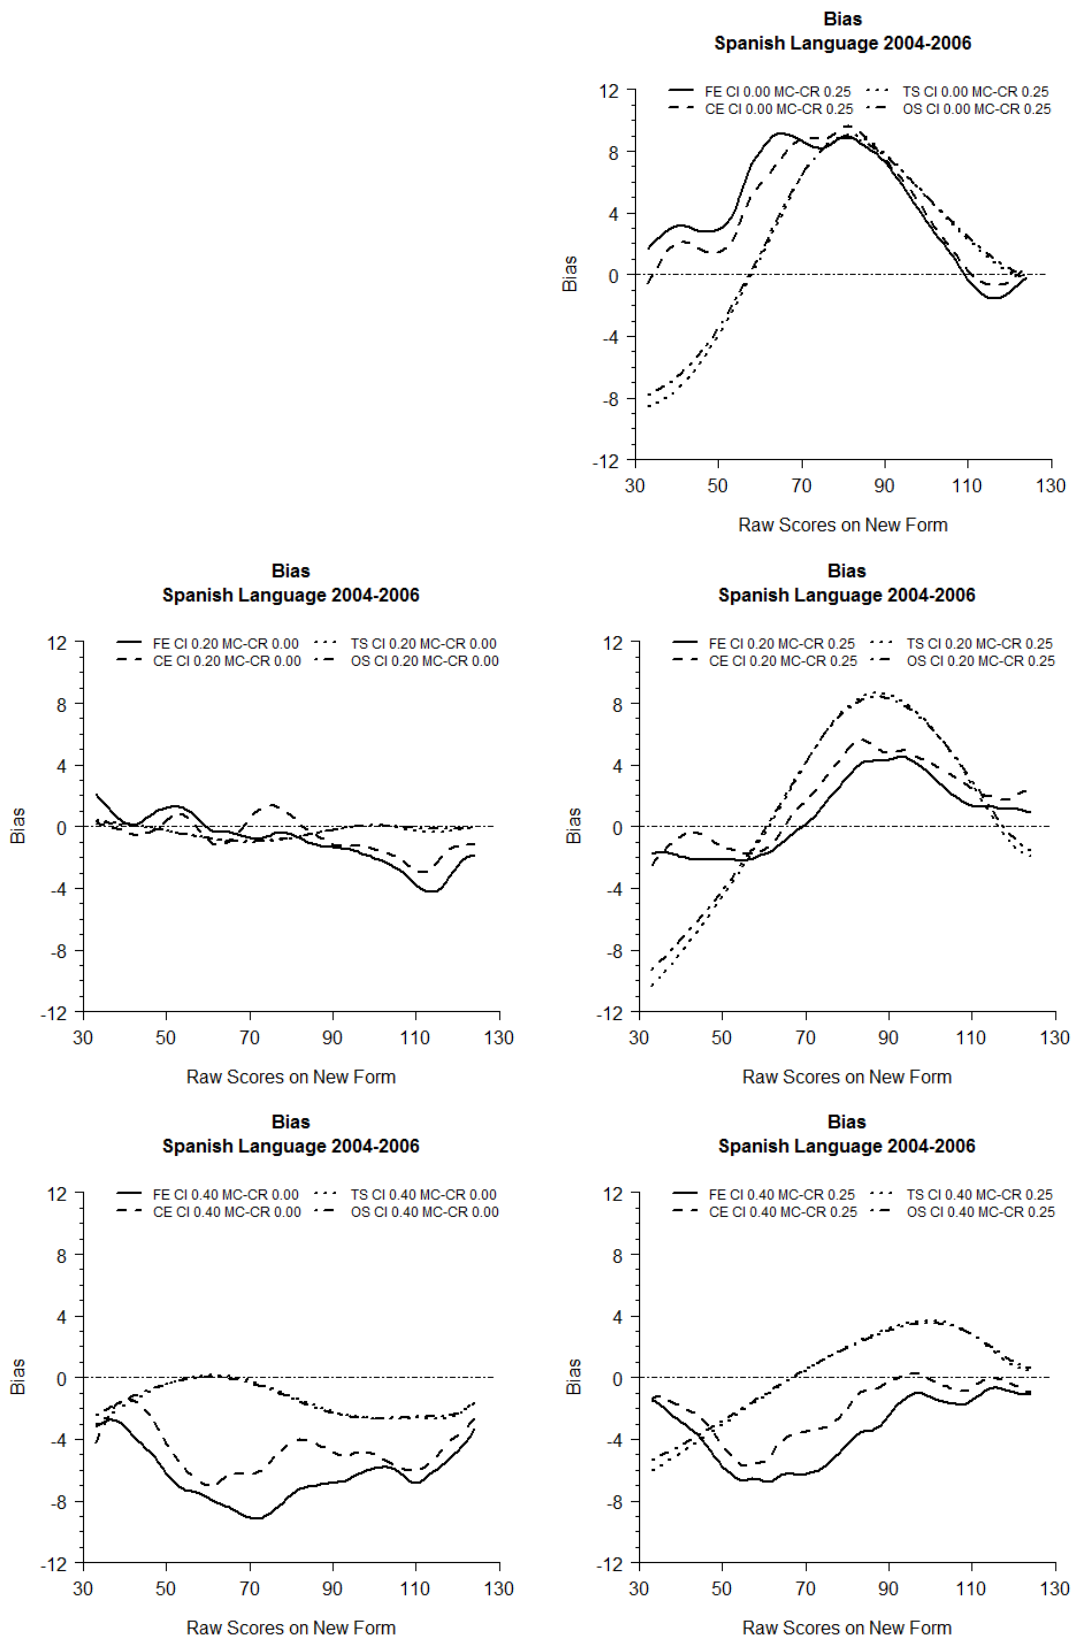 Bias
Spanish Language 2004-2006
FE CI 0.00 MC-CR 0.25 TS CI 0.00 MC-CR 0.25
CE CI 0.00 MC-CR 0.25 OS CI 0.00 MC-CR 0.25
12
8
4
0
-4
-8
-12
Bias
30 50 70 90 110 130
Raw Scores on New Form
Bias
Spanish Language 2004-2006
FE CI 0.20 MC-CR 0.00 TS CI 0.20 MC-CR 0.00
CE CI 0.20 MC-CR 0.00 OS CI 0.20 MC-CR 0.00
12
8
4
0
-4
-8
-12
Bias
30 50 70 90 110 130
Raw Scores on New Form
Bias
Spanish Language 2004-2006
FE CI 0.20 MC-CR 0.25 TS CI 0.20 MC-CR 0.25
CE CI 0.20 MC-CR 0.25 OS CI 0.20 MC-CR 0.25
12
8
4
0
-4
-8
-12
Bias
30 50 70 90 110 130
Raw Scores on New Form
Bias
Spanish Language 2004-2006
FE CI 0.40 MC-CR 0.00 TS CI 0.40 MC-CR 0.00
CE CI 0.40 MC-CR 0.00 OS CI 0.40 MC-CR 0.00
12
8
4
0
-4
-8
-12
Bias
30 50 70 90 110 130
Raw Scores on New Form
Bias
Spanish Language 2004-2006
FE CI 0.40 MC-CR 0.25 TS CI 0.40 MC-CR 0.25
CE CI 0.40 MC-CR 0.25 OS CI 0.40 MC-CR 0.25
12
8
4
0
-4
-8
-12
Bias
30 50 70 90 110 130
Raw Scores on New Form